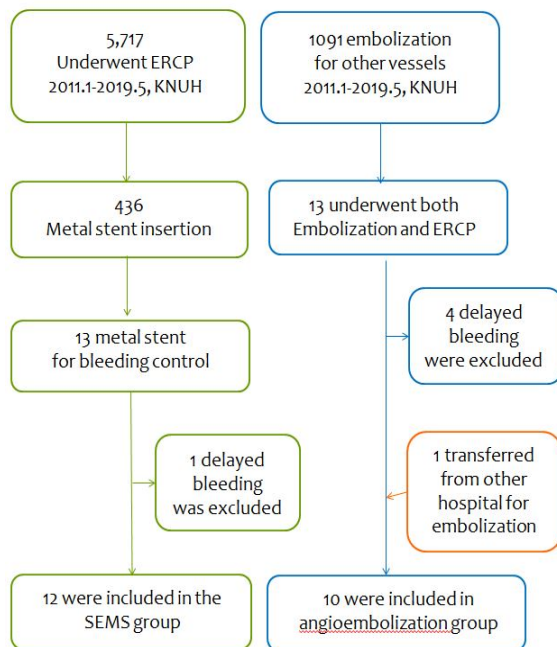 5,717
Underwent ERCP
2011.1-2019.5, KNUH
1091 embolization
for other vessels
2011.1-2019.5, KNUH
436
Metal stent insertion
13 underwent both
Embolization and ERCP
4 delayed
bleeding
were excluded
13 metal stent
for bleeding control
1 delayed
bleeding
was excluded
1 transferred
from other
hospital for
embolization
12 were included in the
SEMS group
10 were included in
angioembolization group